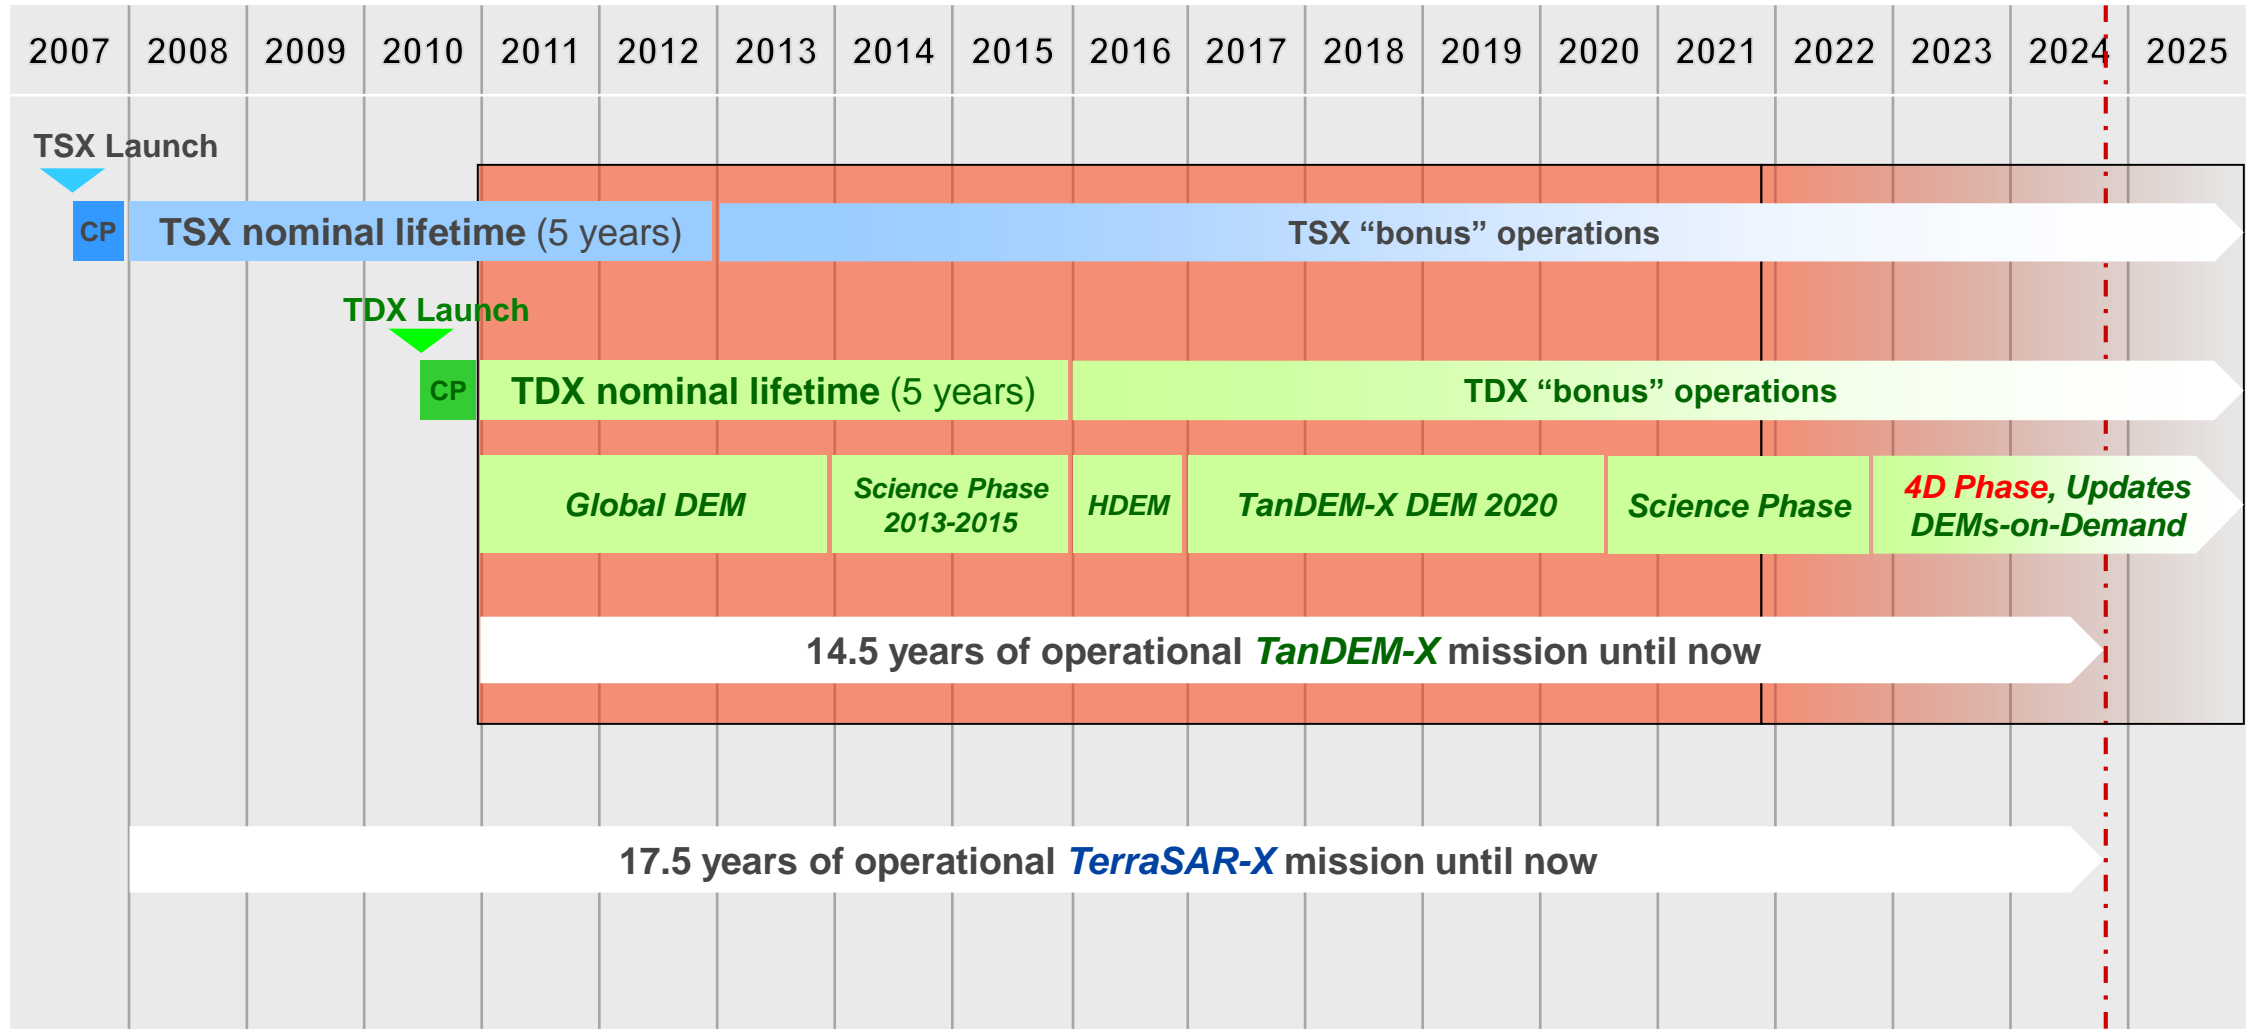 2007 2008 2009 2010 2011 2012 2013 2014 2015 2016 2017 2018 2019 2020 2021 2022 2023 2024 2025
TSX Launch
CP TSX nominal lifetime (5 years) TSX “bonus” operations
TDX Launch
CP TDX nominal lifetime (5 years) TDX “bonus” operations
Global DEM
Science Phase
2013-2015
HDEM
TanDEM-X DEM 2020
Science Phase
4D Phase, Updates
DEMs-on-Demand
14.5 years of operational TanDEM-X mission until now
17.5 years of operational TerraSAR-X mission until now